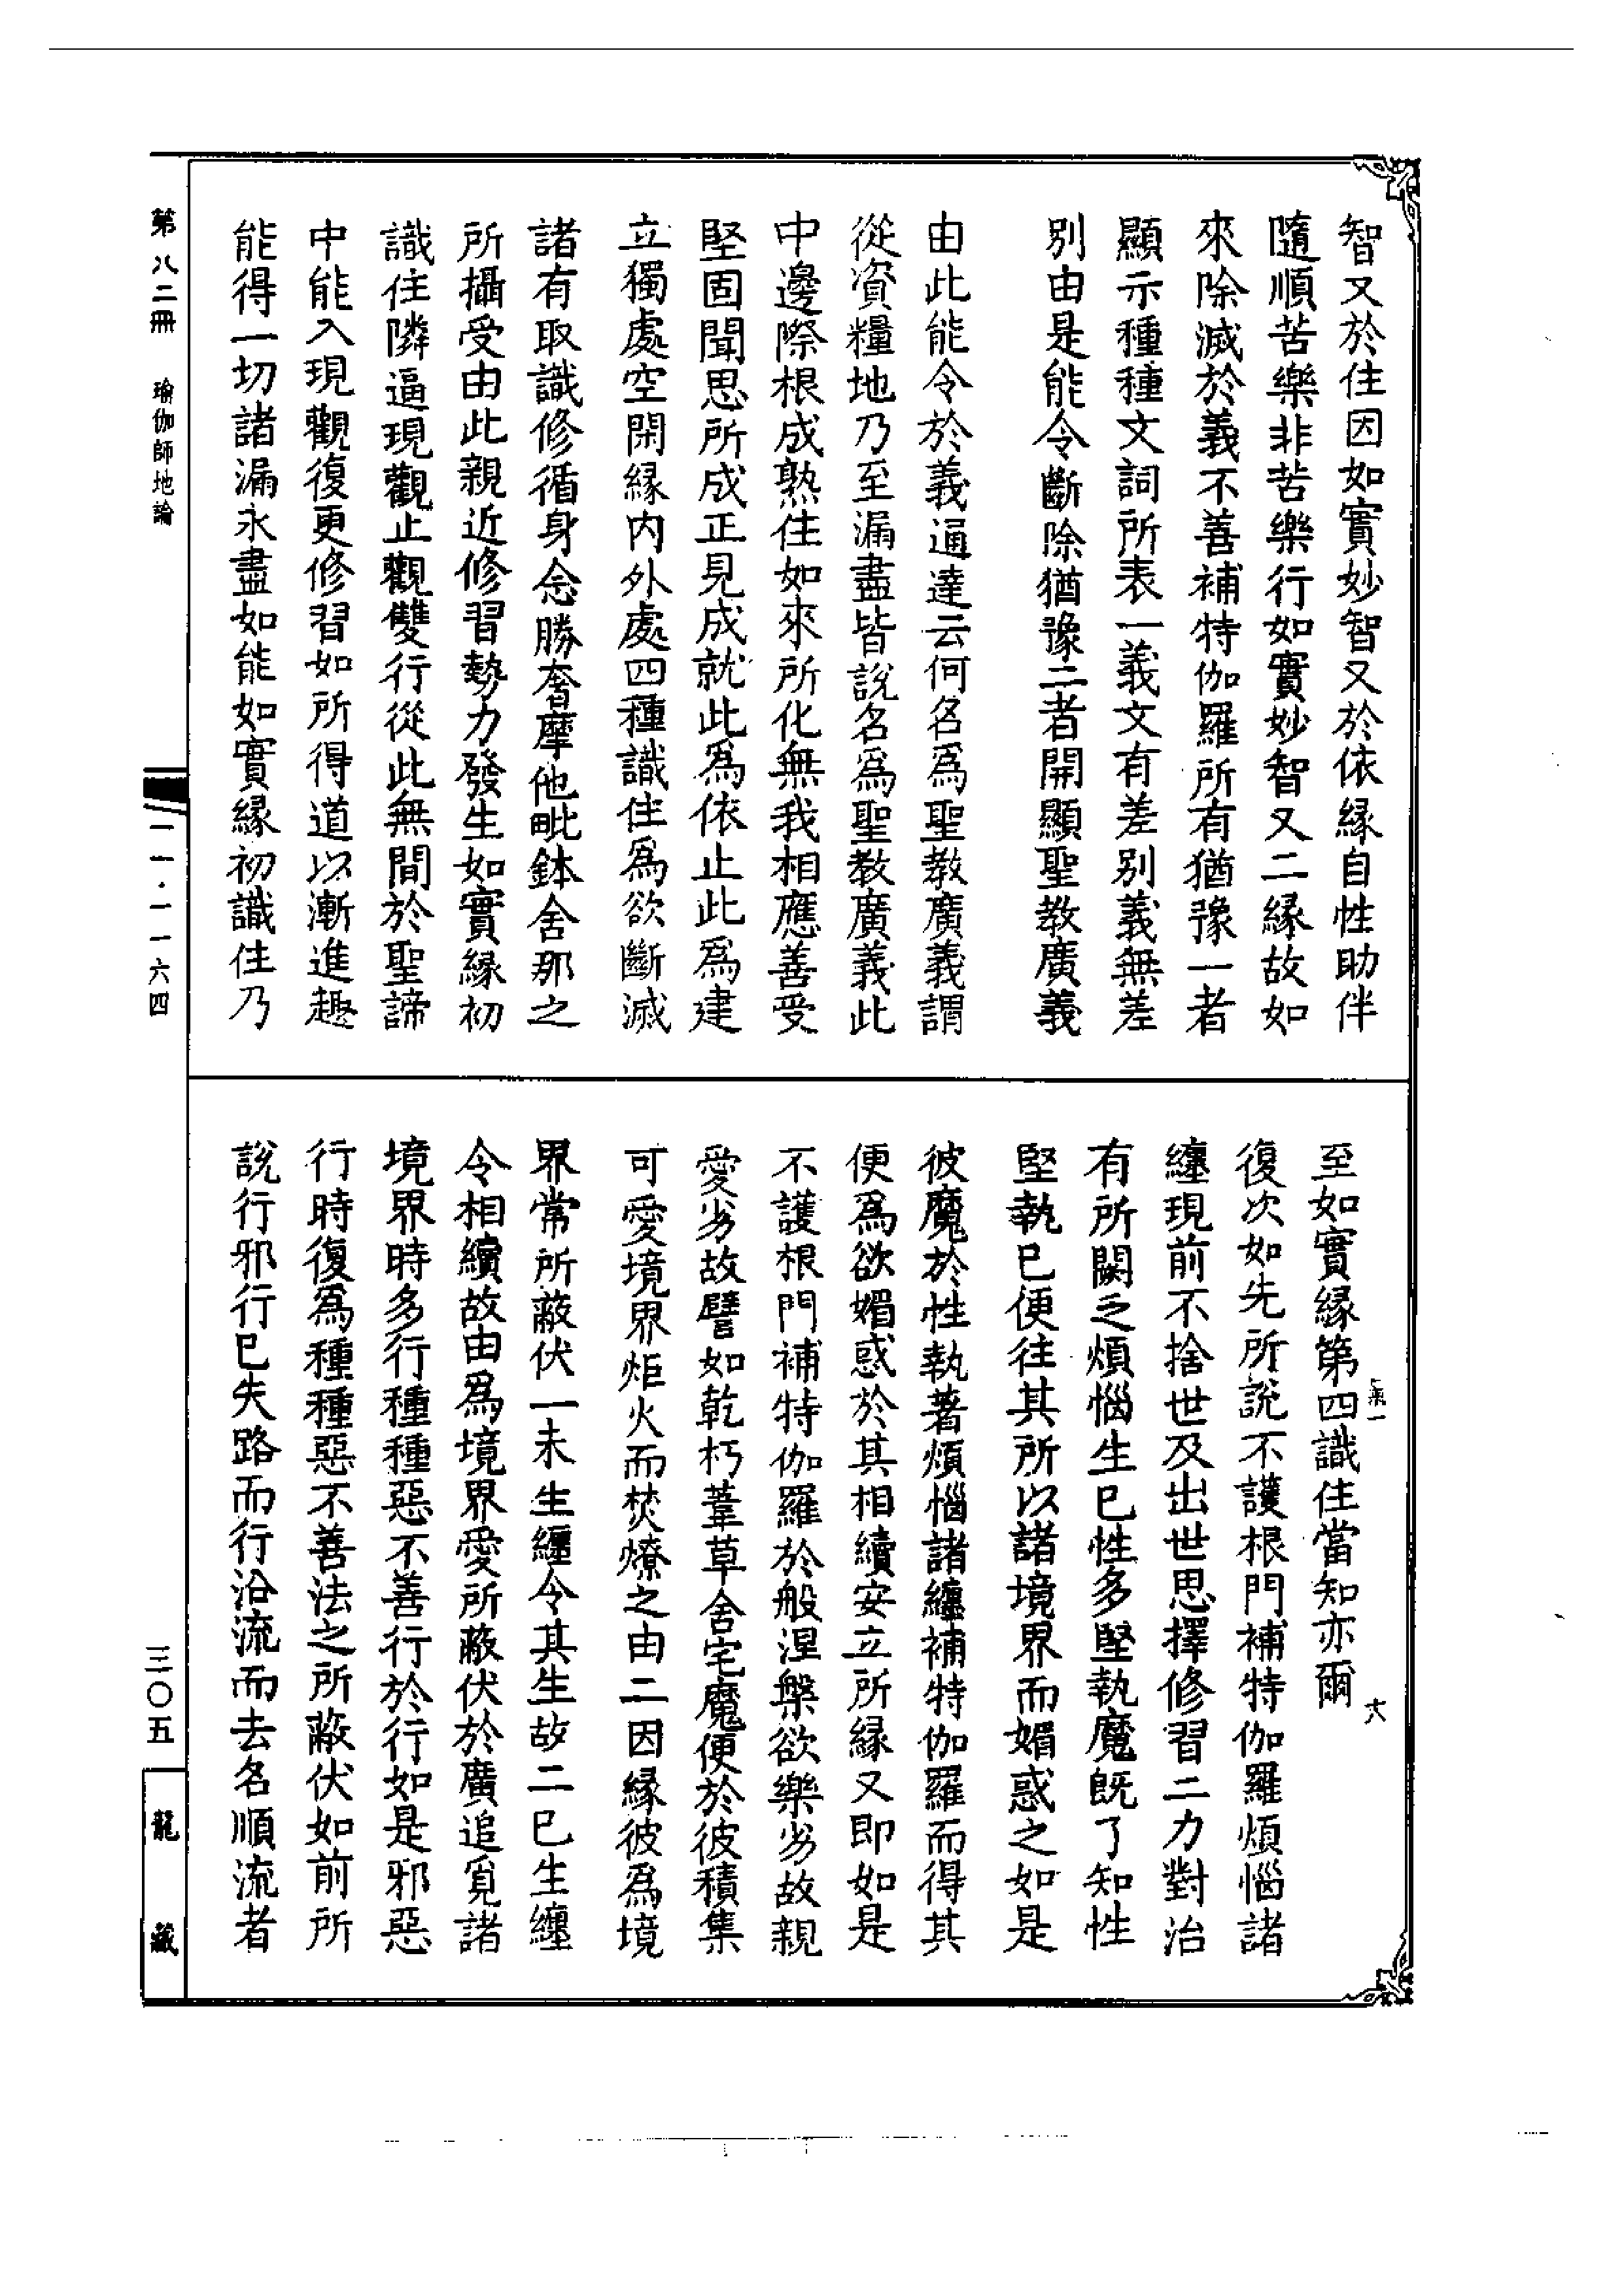 智又於住因如實妙智又於依緣自性助伴
隨順苦樂非苦樂行如實妙智又二緣故如
來除滅於義不善補特伽羅所有猶豫一者
顯示種種文詞所表一義文有差別義無差
別由是能令斷除猶豫二者開顯聖教廣義
由此能令於義通達云何名爲聖教廣義謂
從資糧地乃至漏盡皆說名爲聖教廣義此
中邊際根成熟住如來所化無我相應善受
堅固聞思所成正見成就此爲依止此爲建
立獨處空閑緣內外處四種識住爲欲斷滅
諸有取識修循身念勝奢摩他毗鉢舍那之
所攝受由此親近修習勢力發生如實緣初
識住隣逼現觀止觀雙行從此無間於聖諦
中能入現觀復更修習如所得道以漸進趣
能得一切諸漏永盡如能如實緣初識住乃
至如實緣第四識住當知亦爾
復次如先所說不護根門補特伽羅煩惱諸
纏現前不捨世及出世思擇修習二力對治
有所闕乏煩惱生已性多堅執魔既了知性
堅執已便往其所以諸境界而媚惑之如是
彼魔於性執著煩惱諸纏補特伽羅而得其
便爲欲媚惑於其相續安立所緣又即如是
不護根門補特伽羅於般涅槃欲樂劣故親
愛劣故譬如乾朽葦草舍宅魔便於彼積集
可愛境界炬火而焚燎之由二因緣彼爲境
界常所蔽伏一未生纏令其生故二已生纏
令相續故由爲境界愛所蔽伏於廣追覓諸
境界時多行種種惡不善行於行如是邪惡
行時復爲種種惡不善法之所蔽伏如前所
說行邪行已失路而行沿流而去名順流者
第八二冊 瑜伽師地論
一一·一一六四
三〇五
龍藏